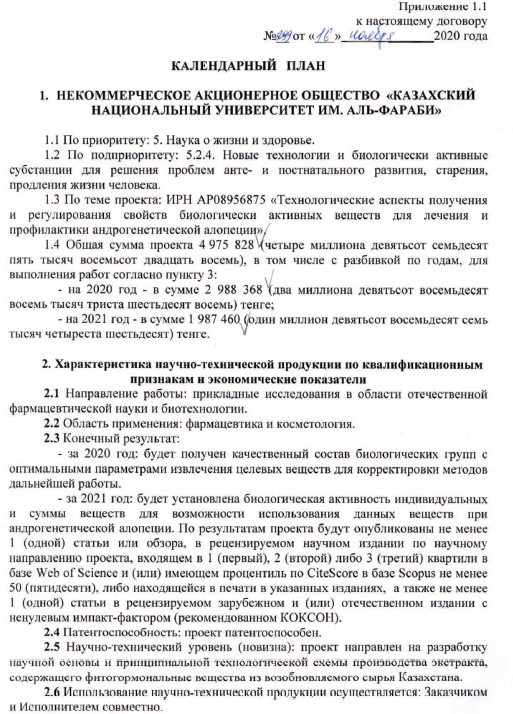 Приложение 1.1
к настоящему договору
№299 от «16» ноября 2020 года
КАЛЕНДАРНЫЙ ПЛАН
1. НЕКОММЕРЧЕСКОЕ АКЦИОНЕРНОЕ ОБЩЕСТВО «КАЗАХСКИЙ
НАЦИОНАЛЬНЫЙ УНИВЕРСИТЕТ ИМ. АЛЬ-ФАРАБИ»
1.1 По приоритету: 5. Наука о жизни и здоровье.
1.2 По подприоритету: 5.2.4. Новые технологии и биологически активные
субстанции для решения проблем анте- и постнатального развития, старения,
продления жизни человека.
1.3 По теме проекта: ИРН АР08956875 «Технологические аспекты получения
и регулирования свойств биологически активных веществ для лечения и
профилактики андрогенетической алопеции».
1.4 Общая сумма проекта 4 975 828 (четыре миллиона девятьсот семьдесят
пять тысяч восемьсот двадцать восемь), в том числе с разбивкой по годам, для
выполнения работ согласно пункту 3:
- на 2020 год - в сумме 2 988 368 (два миллиона девятьсот восемьдесят
восемь тысяч триста шестьдесят восемь) тенге;
- на 2021 год - в сумме 1 987 460 (один миллион девятьсот восемьдесят семь
тысяч четыреста шестьдесят) тенге.
2. Характеристика научно-технической продукции по квалификационным
признакам и экономические показатели
2.1 Направление работы: прикладные исследования в области отечественной
фармацевтической науки и биотехнологии.
2.2 Область применения: фармацевтика и косметология.
2.3 Конечный результат:
- за 2020 год: будет получен качественный состав биологических групп с
оптимальными параметрами извлечения целевых веществ для корректировки методов
дальнейшей работы.
- за 2021 год: будет установлена биологическая активность индивидуальных
и суммы веществ для возможности использования данных веществ при
андрогенетической алопеции. По результатам проекта будут опубликованы не менее
1 (одной) статьи или обзора, в рецензируемом научном издании по научному
направлению проекта, входящем в 1 (первый), 2 (второй) либо 3 (третий) квартили в
базе Web of Science и (или) имеющем процентиль по CiteScore в базе Scopus не менее
50 (пятидесяти), либо находящейся в печати в указанных изданиях, а также не менее
1 (одной) статьи в рецензируемом зарубежном и (или) отечественном издании с
ненулевым импакт-фактором (рекомендованном КОКСОН).
2.4 Патентоспособность: проект патентоспособен.
2.5 Научно-технический уровень (новизна): проект направлен на разработку
научной основы и принципиальной технологической схемы производства экстракта,
содержащего фитогормональные вещества из возобновляемого сырья Казахстана.
2.6 Использование научно-технической продукции осуществляется: Заказчиком
и Исполнителем совместно.